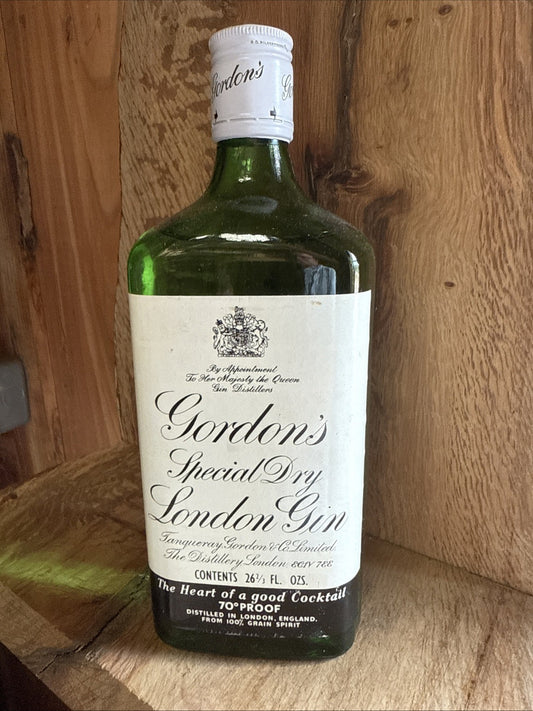 Gordon's
By Appointment
To Her Majesty the Queen
Gin Distillers
Gordon's
Special Dry
London Gin
Tanqueray Gordon & Co. Limited
The Distillery London EC1V 7EE
CONTENTS 26⅔ FL. OZS.
The Heart of a good Cocktail
70° PROOF
DISTILLED IN LONDON, ENGLAND.
FROM 100% GRAIN SPIRIT